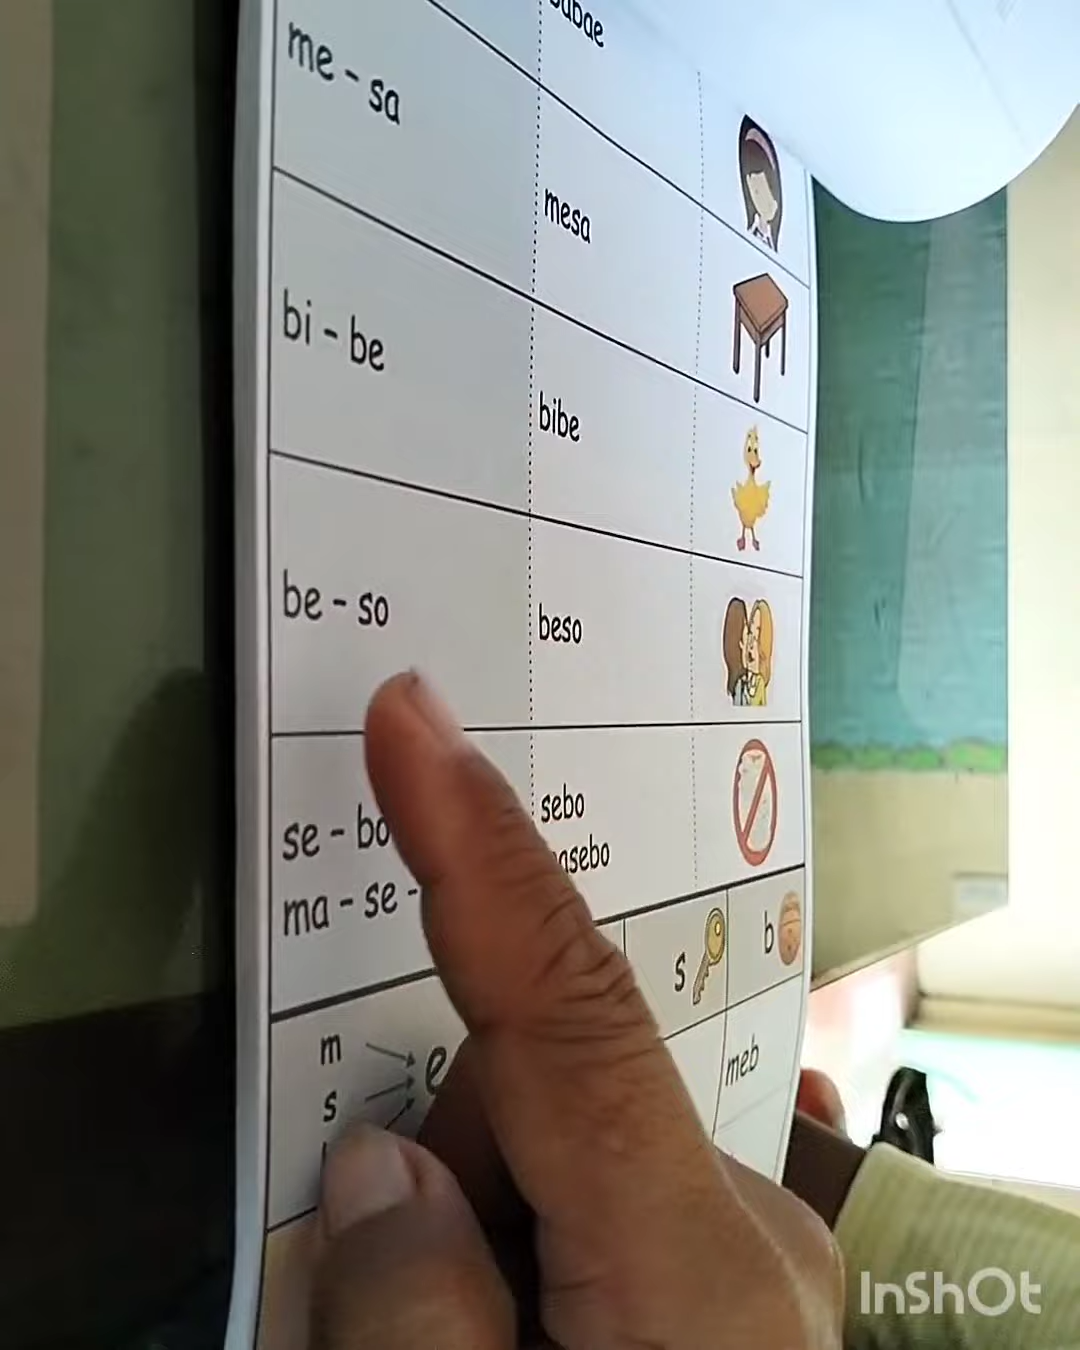 me - sa
mesa
bi - be
bibe
be - so
beso
se - bo
sebo
ma - se -
m
e
s
s
b
meb
InShOt